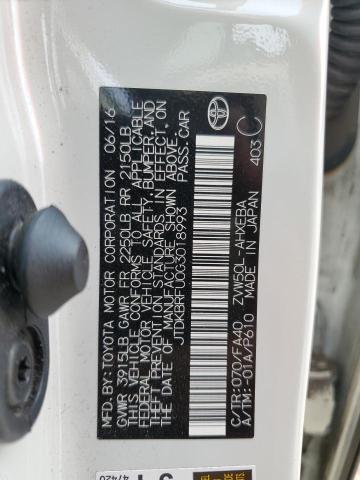 MFD. BY: TOYOTA MOTOR CORPORATION 06/16
GVWR 3915LB GAWR FR 2250LB RR 2150LB
THIS VEHICLE CONFORMS TO ALL APPLICABLE
FEDERAL MOTOR VEHICLE SAFETY, BUMPER, AND
THEFT PREVENTION STANDARDS IN EFFECT ON
THE DATE OF MANUFACTURE SHOWN ABOVE.
JTDKBRFU0G3018993 PASS. CAR
C/TR:070/FA40 ZVW50L-AHXEBA
A/TM:-01A/P610 MADE IN JAPAN 403 C
47420